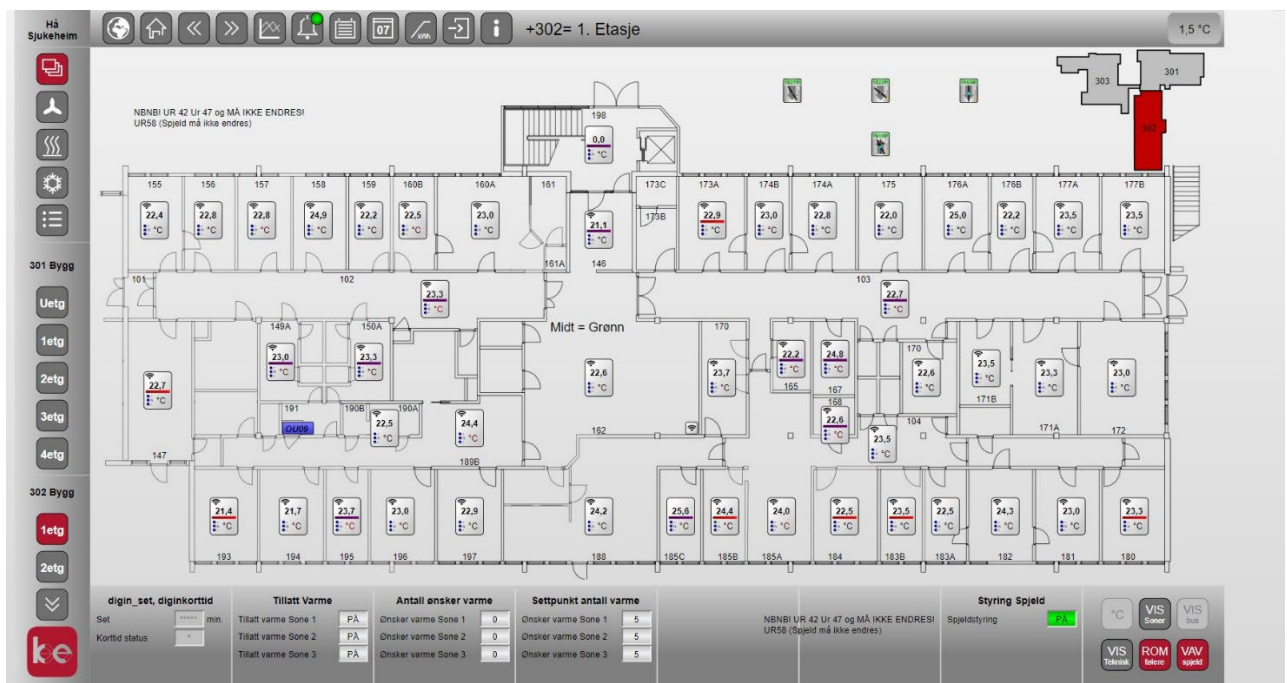 Hå
Sjukeheim
07
kWh
+302= 1. Etasje
1,5 °C
NBNB! UR 42 Ur 47 og MÅ IKKE ENDRES!
UR58 (Spjeld må ikke endres)
303
301
302
198
0,0
°C
155
156
157
158
159
160B
160A
161
173C
173A
174B
174A
175
176A
176B
177A
177B
22,4
°C
22,8
°C
22,8
°C
24,9
°C
22,2
°C
22,5
°C
23,0
°C
21,1
°C
173B
22,9
°C
23,0
°C
22,8
°C
22,0
°C
25,0
°C
22,2
°C
23,5
°C
23,5
°C
161A
146
101
102
103
23,3
°C
22,7
°C
149A
150A
Midt = Grønn
170
170
23,0
°C
23,3
°C
22,6
°C
23,7
°C
22,2
°C
24,8
°C
22,6
°C
23,5
°C
23,3
°C
23,0
°C
22,7
°C
165
167
168
171B
191
190B
190A
OU09
22,5
°C
24,4
°C
22,6
°C
104
23,5
°C
147
189B
162
171A
172
21,4
°C
21,7
°C
23,7
°C
23,0
°C
22,9
°C
24,2
°C
25,6
°C
24,4
°C
24,0
°C
22,5
°C
23,5
°C
22,5
°C
24,3
°C
23,0
°C
23,3
°C
193
194
195
196
197
188
185C
185B
185A
184
183B
183A
182
181
180
301 Bygg
Uetg
1etg
2etg
3etg
4etg
302 Bygg
1etg
2etg
be
digin_set, diginkorttid
Set ***** min.
Korttid status *
Tillatt Varme
Tillatt varme Sone 1 PÅ
Tillatt varme Sone 2 PÅ
Tillatt varme Sone 3 PÅ
Antall ønsker varme
Ønsker varme Sone 1 0
Ønsker varme Sone 2 0
Ønsker varme Sone 3 0
Settpunkt antall varme
Ønsker varme Sone 1 5
Ønsker varme Sone 2 5
Ønsker varme Sone 3 5
NBNB! UR 42 Ur 47 og MÅ IKKE ENDRES!
UR58 (Spjeld må ikke endres)
Styring Spjeld
Spjeldstyring PÅ
°C
VIS
Soner
VIS
bus
VIS
Teknisk
ROM
følere
VAV
spjeld